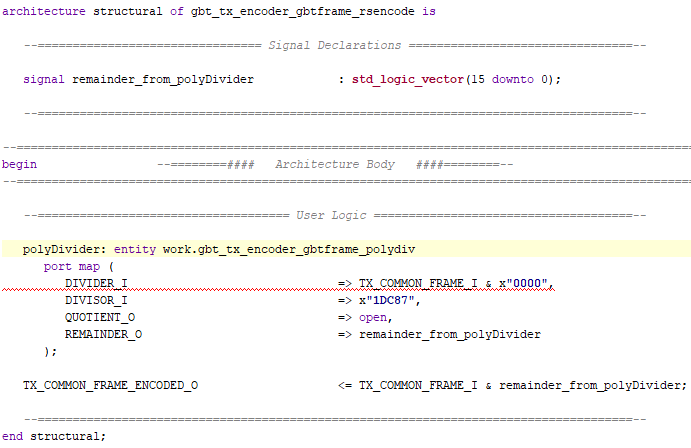 architecture structural of gbt_tx_encoder_gbtframe_rsencode is
--================================ Signal Declarations ================================--
signal remainder_from_polyDivider : std_logic_vector(15 downto 0);
--=====================================================================================--
--==================================================================================================
begin --========#### Architecture Body ####========--
--==================================================================================================
--==================================== User Logic =====================================--
polyDivider: entity work.gbt_tx_encoder_gbtframe_polydiv
port map (
DIVIDER_I => TX_COMMON_FRAME_I & x"0000",
DIVISOR_I => x"1DC87",
QUOTIENT_O => open,
REMAINDER_O => remainder_from_polyDivider
);
TX_COMMON_FRAME_ENCODED_O <= TX_COMMON_FRAME_I & remainder_from_polyDivider;
--=====================================================================================--
end structural;